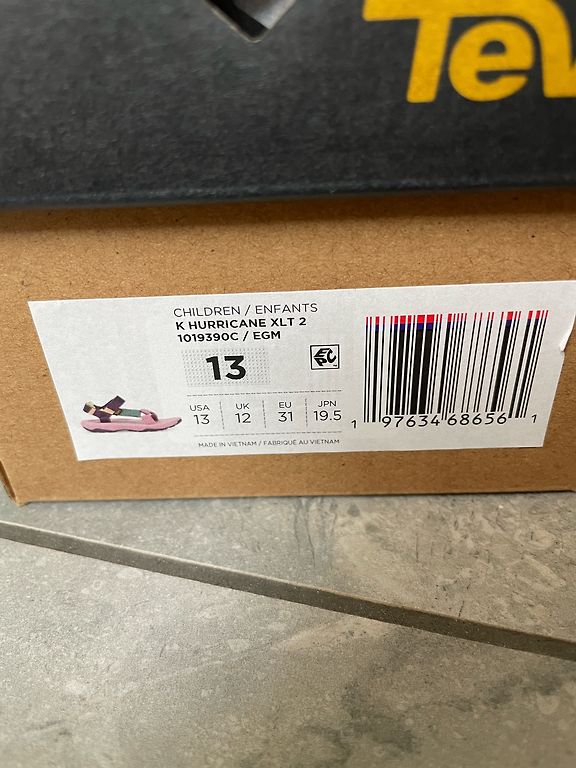 Tev
CHILDREN / ENFANTS
K HURRICANE XLT 2
1019390C / EGM
13
USA UK EU JPN
13 12 31 19.5
MADE IN VIETNAM / FABRIQUÉ AU VIETNAM
1 97634 68656 1